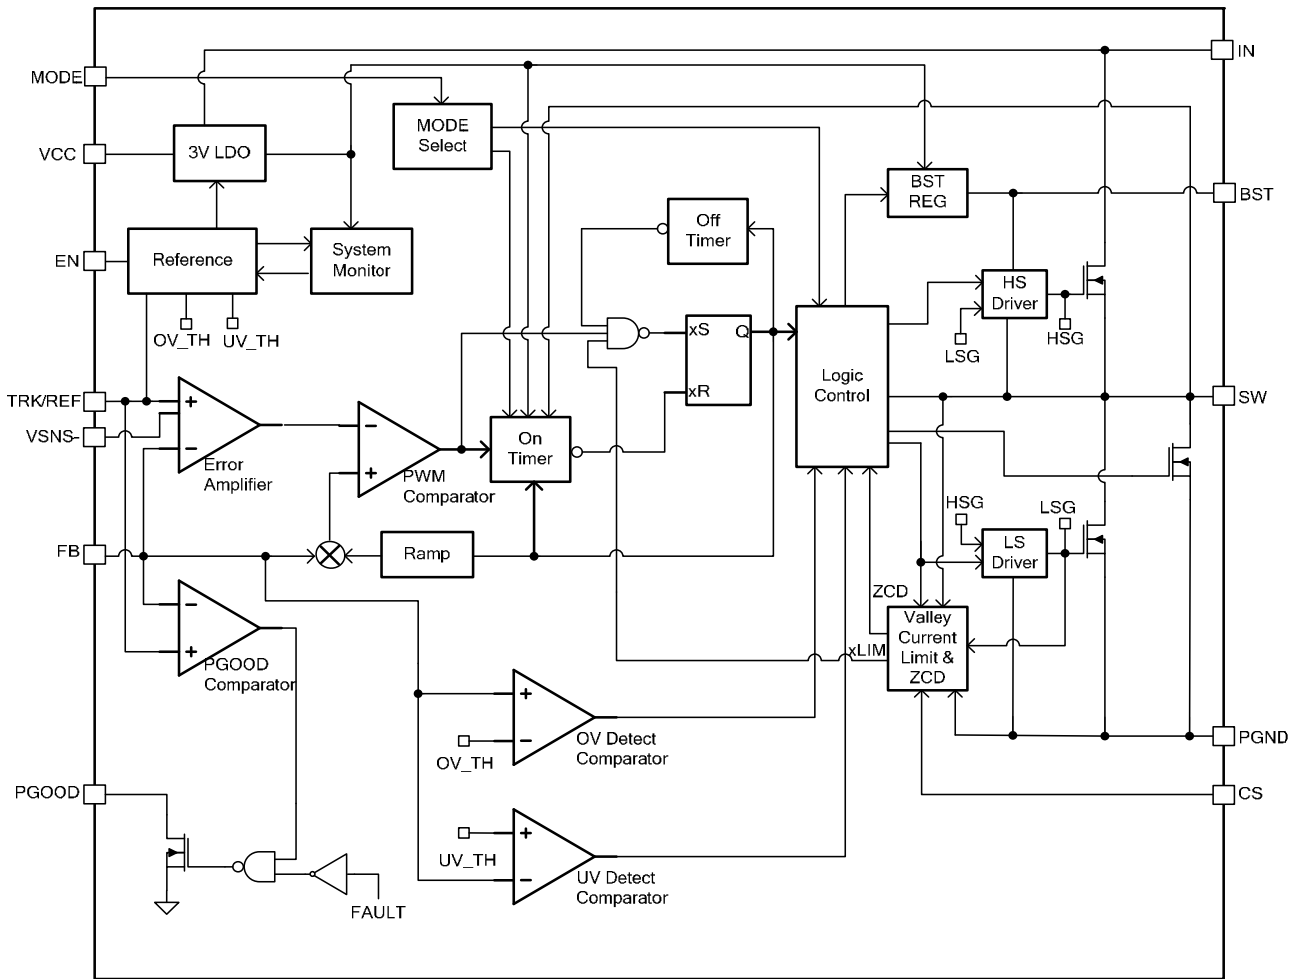 IN
MODE
MODE
Select
VCC
3V LDO
BST
REG
BST
Off
Timer
EN
Reference
System
Monitor
HS
Driver
OV_TH
UV_TH
xS
Q
LSG
HSG
Logic
Control
TRK/REF
+
xR
SW
VSNS-
−
−
On
Timer
Error
Amplifier
+
PWM
Comparator
HSG
LSG
FB
Ramp
LS
Driver
ZCD
−
+
PGOOD
Comparator
xLIM
Valley
Current
Limit &
ZCD
+
−
OV_TH
OV Detect
Comparator
PGND
PGOOD
CS
+
UV_TH
−
UV Detect
Comparator
FAULT